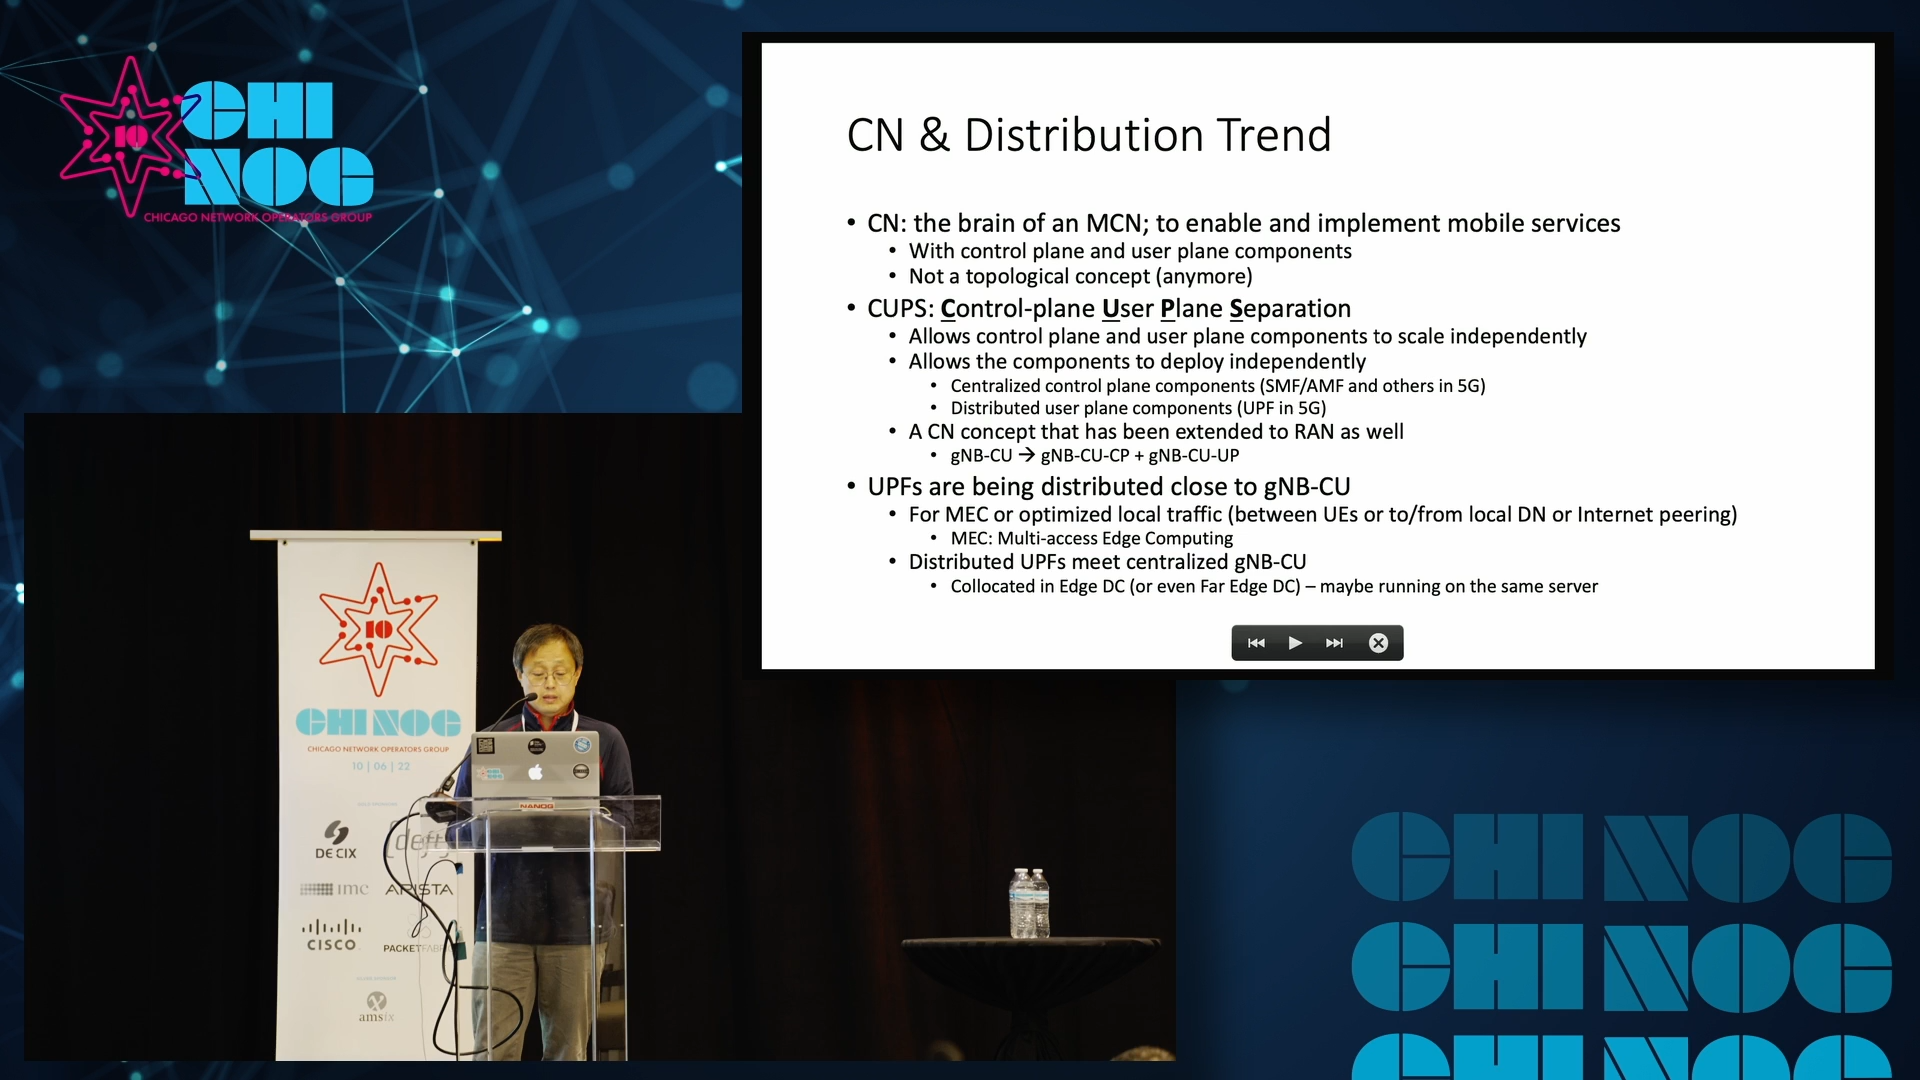 10
CHI
NOG
CHICAGO NETWORK OPERATORS GROUP
CN & Distribution Trend
• CN: the brain of an MCN; to enable and implement mobile services
• With control plane and user plane components
• Not a topological concept (anymore)
• CUPS: Control-plane User Plane Separation
• Allows control plane and user plane components to scale independently
• Allows the components to deploy independently
• Centralized control plane components (SMF/AMF and others in 5G)
• Distributed user plane components (UPF in 5G)
• A CN concept that has been extended to RAN as well
• gNB-CU → gNB-CU-CP + gNB-CU-UP
• UPFs are being distributed close to gNB-CU
• For MEC or optimized local traffic (between UEs or to/from local DN or Internet peering)
• MEC: Multi-access Edge Computing
• Distributed UPFs meet centralized gNB-CU
• Collocated in Edge DC (or even Far Edge DC) – maybe running on the same server
10
CHI NOG
CHICAGO NETWORK OPERATORS GROUP
10 | 06 | 22
DE CIX
deft
imc
ARISTA
CISCO
PACKETFAB
amsix
NANOG
CHI NOG
CHI NOG
CHI NOG